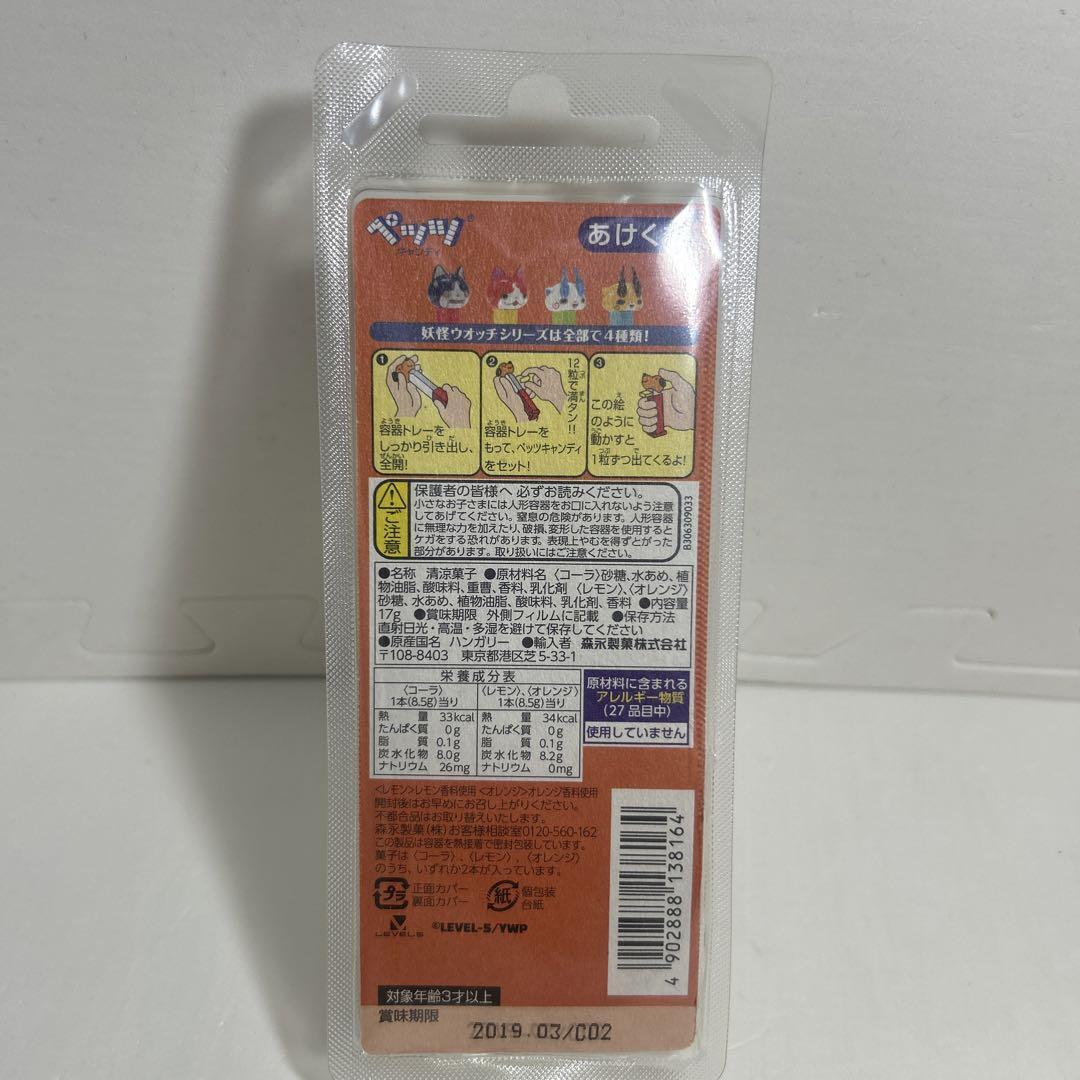 ペッツ®
キャンディ
あけく
妖怪ウオッチシリーズは全部で4種類!
1
容器トレーを
しっかり引き出し、
全開!
2
12粒で満タン!!
容器トレーを
もって、ペッツキャンディ
をセット!
3
この絵
のように
動かすと
1粒ずつ出てくるよ!
ご注意
保護者の皆様へ 必ずお読みください。
小さなお子さまには人形容器をお口に入れないよう注意
してあげてください。窒息の危険があります。人形容器
に無理な力を加えたり、破損、変形した容器を使用すると
ケガをする恐れがあります。表現上やむを得ずとがった
部分があります。取り扱いにはご注意ください。
B306309033
●名称 清涼菓子 ●原材料名 〈コーラ〉砂糖、水あめ、植
物油脂、酸味料、重曹、香料、乳化剤 〈レモン〉、〈オレンジ〉
砂糖、水あめ、植物油脂、酸味料、乳化剤、香料 ●内容量
17g ●賞味期限 外側フィルムに記載 ●保存方法
直射日光・高温・多湿を避けて保存してください
●原産国名 ハンガリー ●輸入者 森永製菓株式会社
〒108-8403 東京都港区芝5-33-1
栄養成分表
〈コーラ〉
1本(8.5g)当り
熱量 33kcal
たんぱく質 0g
脂質 0.1g
炭水化物 8.0g
ナトリウム 26mg
〈レモン〉、〈オレンジ〉
1本(8.5g)当り
熱量 34kcal
たんぱく質 0g
脂質 0.1g
炭水化物 8.2g
ナトリウム 0mg
原材料に含まれる
アレルギー物質
(27品目中)
使用していません
<レモン>レモン香料使用 <オレンジ>オレンジ香料使用
開封後はお早めにお召し上がりください。
不都合品はお取り替えいたします。
森永製菓(株)お客様相談室0120-560-162
この製品は容器を熱接着で密封包装しています。
菓子は〈コーラ〉、〈レモン〉、〈オレンジ〉
のうち、いずれか2本が入っています。
プラ
正面カバー
裏面カバー
紙
個包装
台紙
LEVEL5
©LEVEL-5/YWP
4 902888 138164
対象年齢3才以上
賞味期限
2019.03/C02